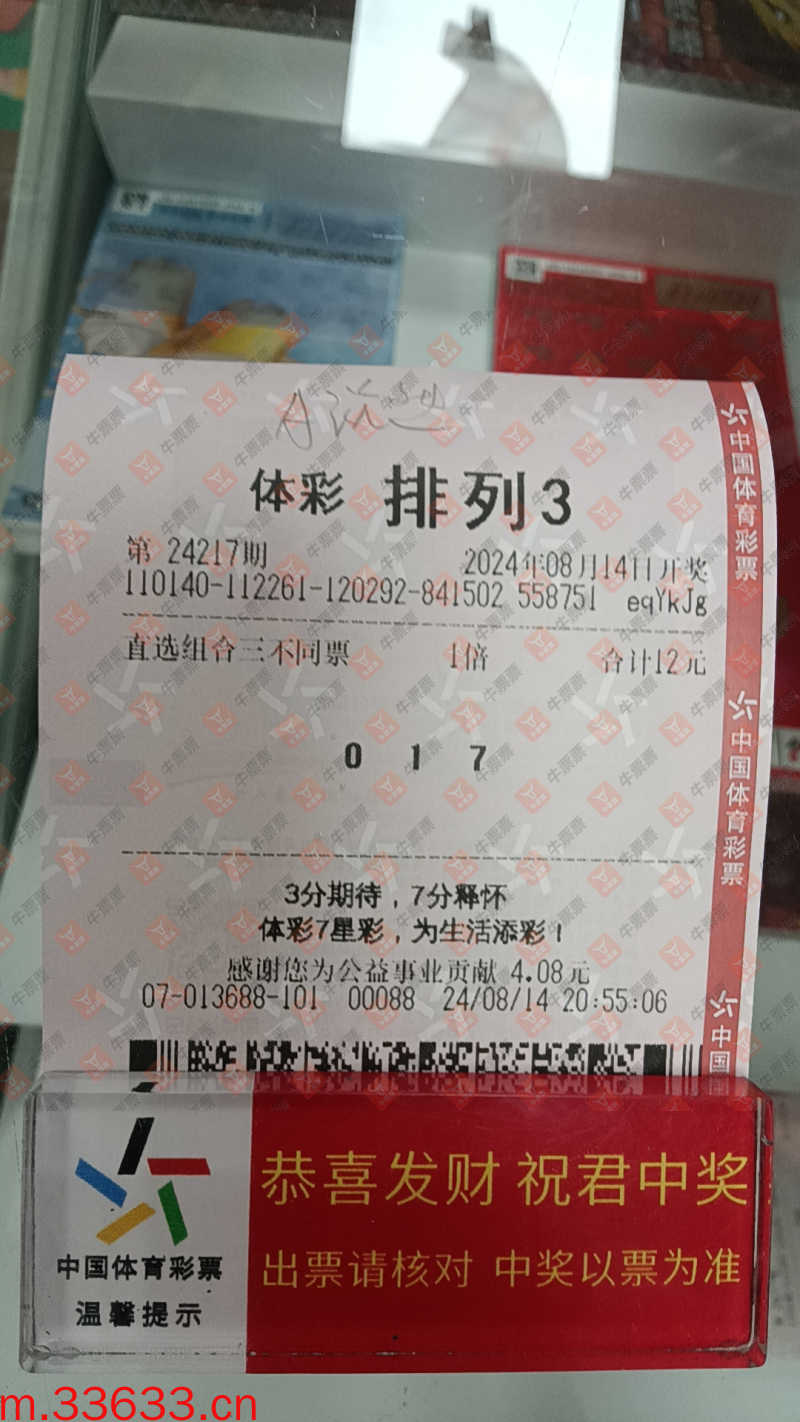 体彩 排列3
第 24217期 2024年08月14日开奖
110140-112261-120292-841502 558751 eqYkJg
直选组合三不同票 1倍 合计12元
0 1 7
3分期待，7分释怀
体彩7星彩，为生活添彩！
感谢您为公益事业贡献 4.08元
07-013688-101 00088 24/08/14 20:55:06
中国体育彩票
中国体育彩票
中国
恭喜发财 祝君中奖
出票请核对 中奖以票为准
中国体育彩票
温馨提示
牛票票
m.33633.cn